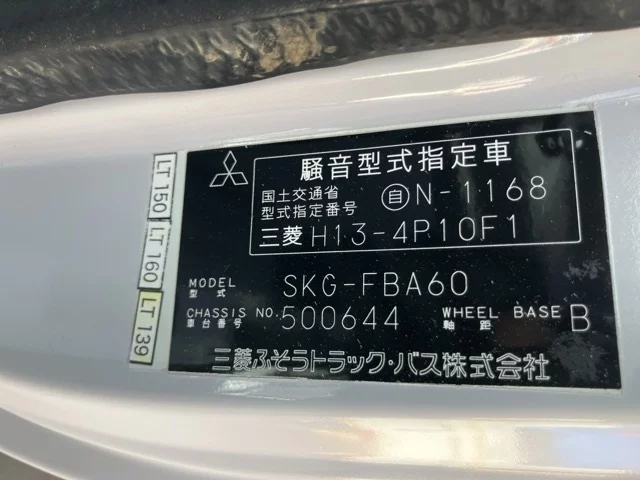 騒音型式指定車
国土交通省
型式指定番号 自 N-1168
三菱 H13-4P10F1
MODEL
型式 SKG-FBA60
CHASSIS NO.
車台番号 500644
WHEEL BASE
軸距 B
三菱ふそうトラック・バス株式会社
LT 150
LT 160
LT 139